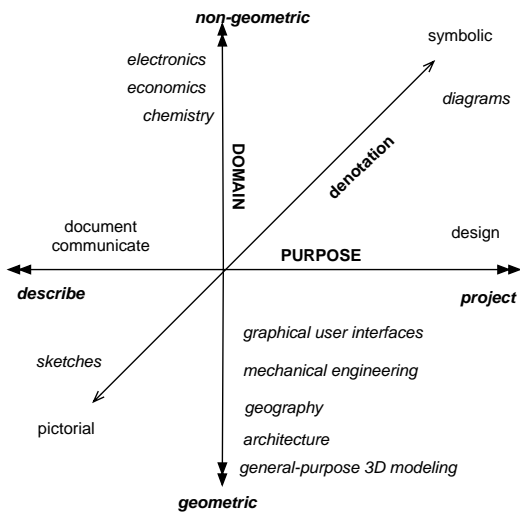 non-geometric
symbolic
electronics
economics
diagrams
chemistry
DOMAIN
denotation
document
communicate
design
PURPOSE
describe
project
graphical user interfaces
sketches
mechanical engineering
geography
pictorial
architecture
general-purpose 3D modeling
geometric